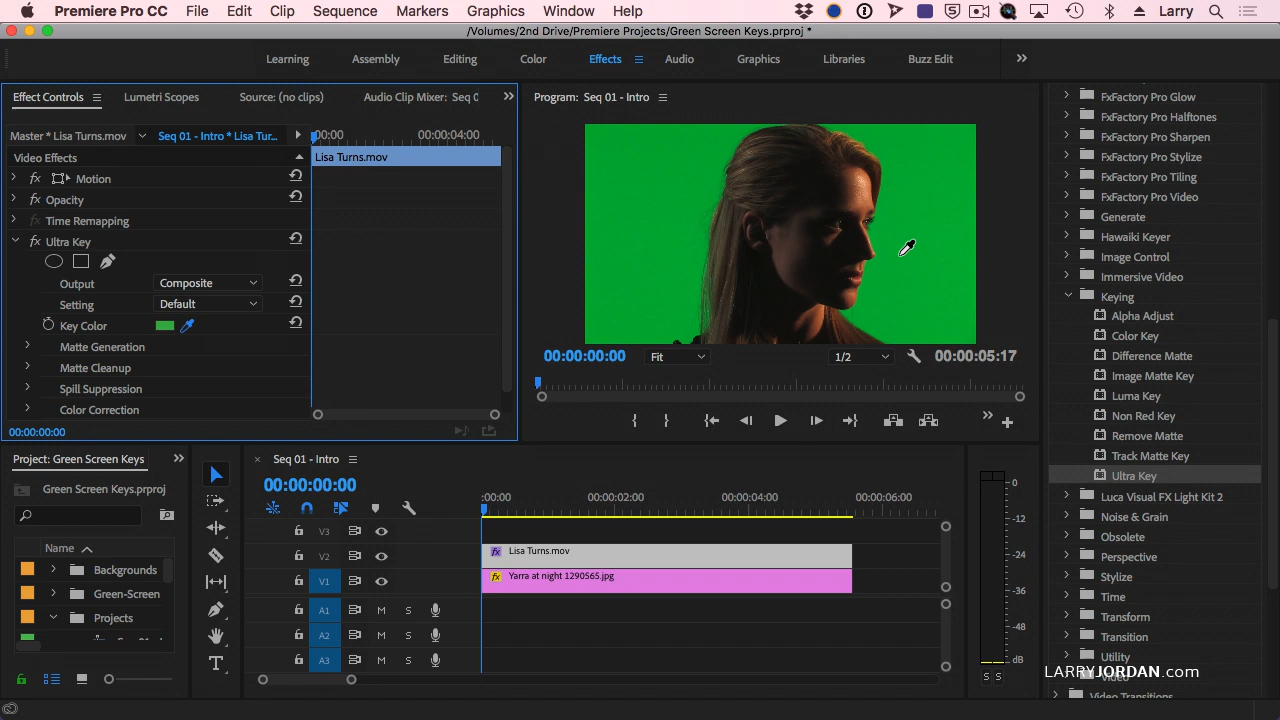 Premiere Pro CC File Edit Clip Sequence Markers Graphics Window Help Larry
/Volumes/2nd Drive/Premiere Projects/Green Screen Keys.prproj *
Learning Assembly Editing Color Effects Audio Graphics Libraries Buzz Edit
Effect Controls Lumetri Scopes Source: (no clips) Audio Clip Mixer: Seq 0
Master * Lisa Turns.mov Seq 01 - Intro * Lisa Tur...
:00:00 00:00:04:00
Video Effects
Lisa Turns.mov
fx Motion
fx Opacity
fx Time Remapping
fx Ultra Key
Output Composite
Setting Default
Key Color
Matte Generation
Matte Cleanup
Spill Suppression
Color Correction
00:00:00:00
Program: Seq 01 - Intro
00:00:00:00 Fit 1/2 00:00:05:17
FxFactory Pro Glow
FxFactory Pro Halftones
FxFactory Pro Sharpen
FxFactory Pro Stylize
FxFactory Pro Tiling
FxFactory Pro Video
Generate
Hawaiki Keyer
Image Control
Immersive Video
Keying
Alpha Adjust
Color Key
Difference Matte
Image Matte Key
Luma Key
Non Red Key
Remove Matte
Track Matte Key
Ultra Key
Luca Visual FX Light Kit 2
Noise & Grain
Obsolete
Perspective
Stylize
Time
Transform
Transition
Utility
Video
Video Transitions
Project: Green Screen Keys
Green Screen Keys.prproj
Name
Backgrounds
Green-Screen
Projects
Seq 01
Seq 01 - Intro
00:00:00:00
:00:00 00:00:02:00 00:00:04:00 00:00:06:00
V3
V2 fx Lisa Turns.mov
V1 fx Yarra at night 1290565.jpg
A1 M S
A2 M S
A3 M S
0
-12
-24
-36
-48
dB
S S
LARRYJORDAN.com